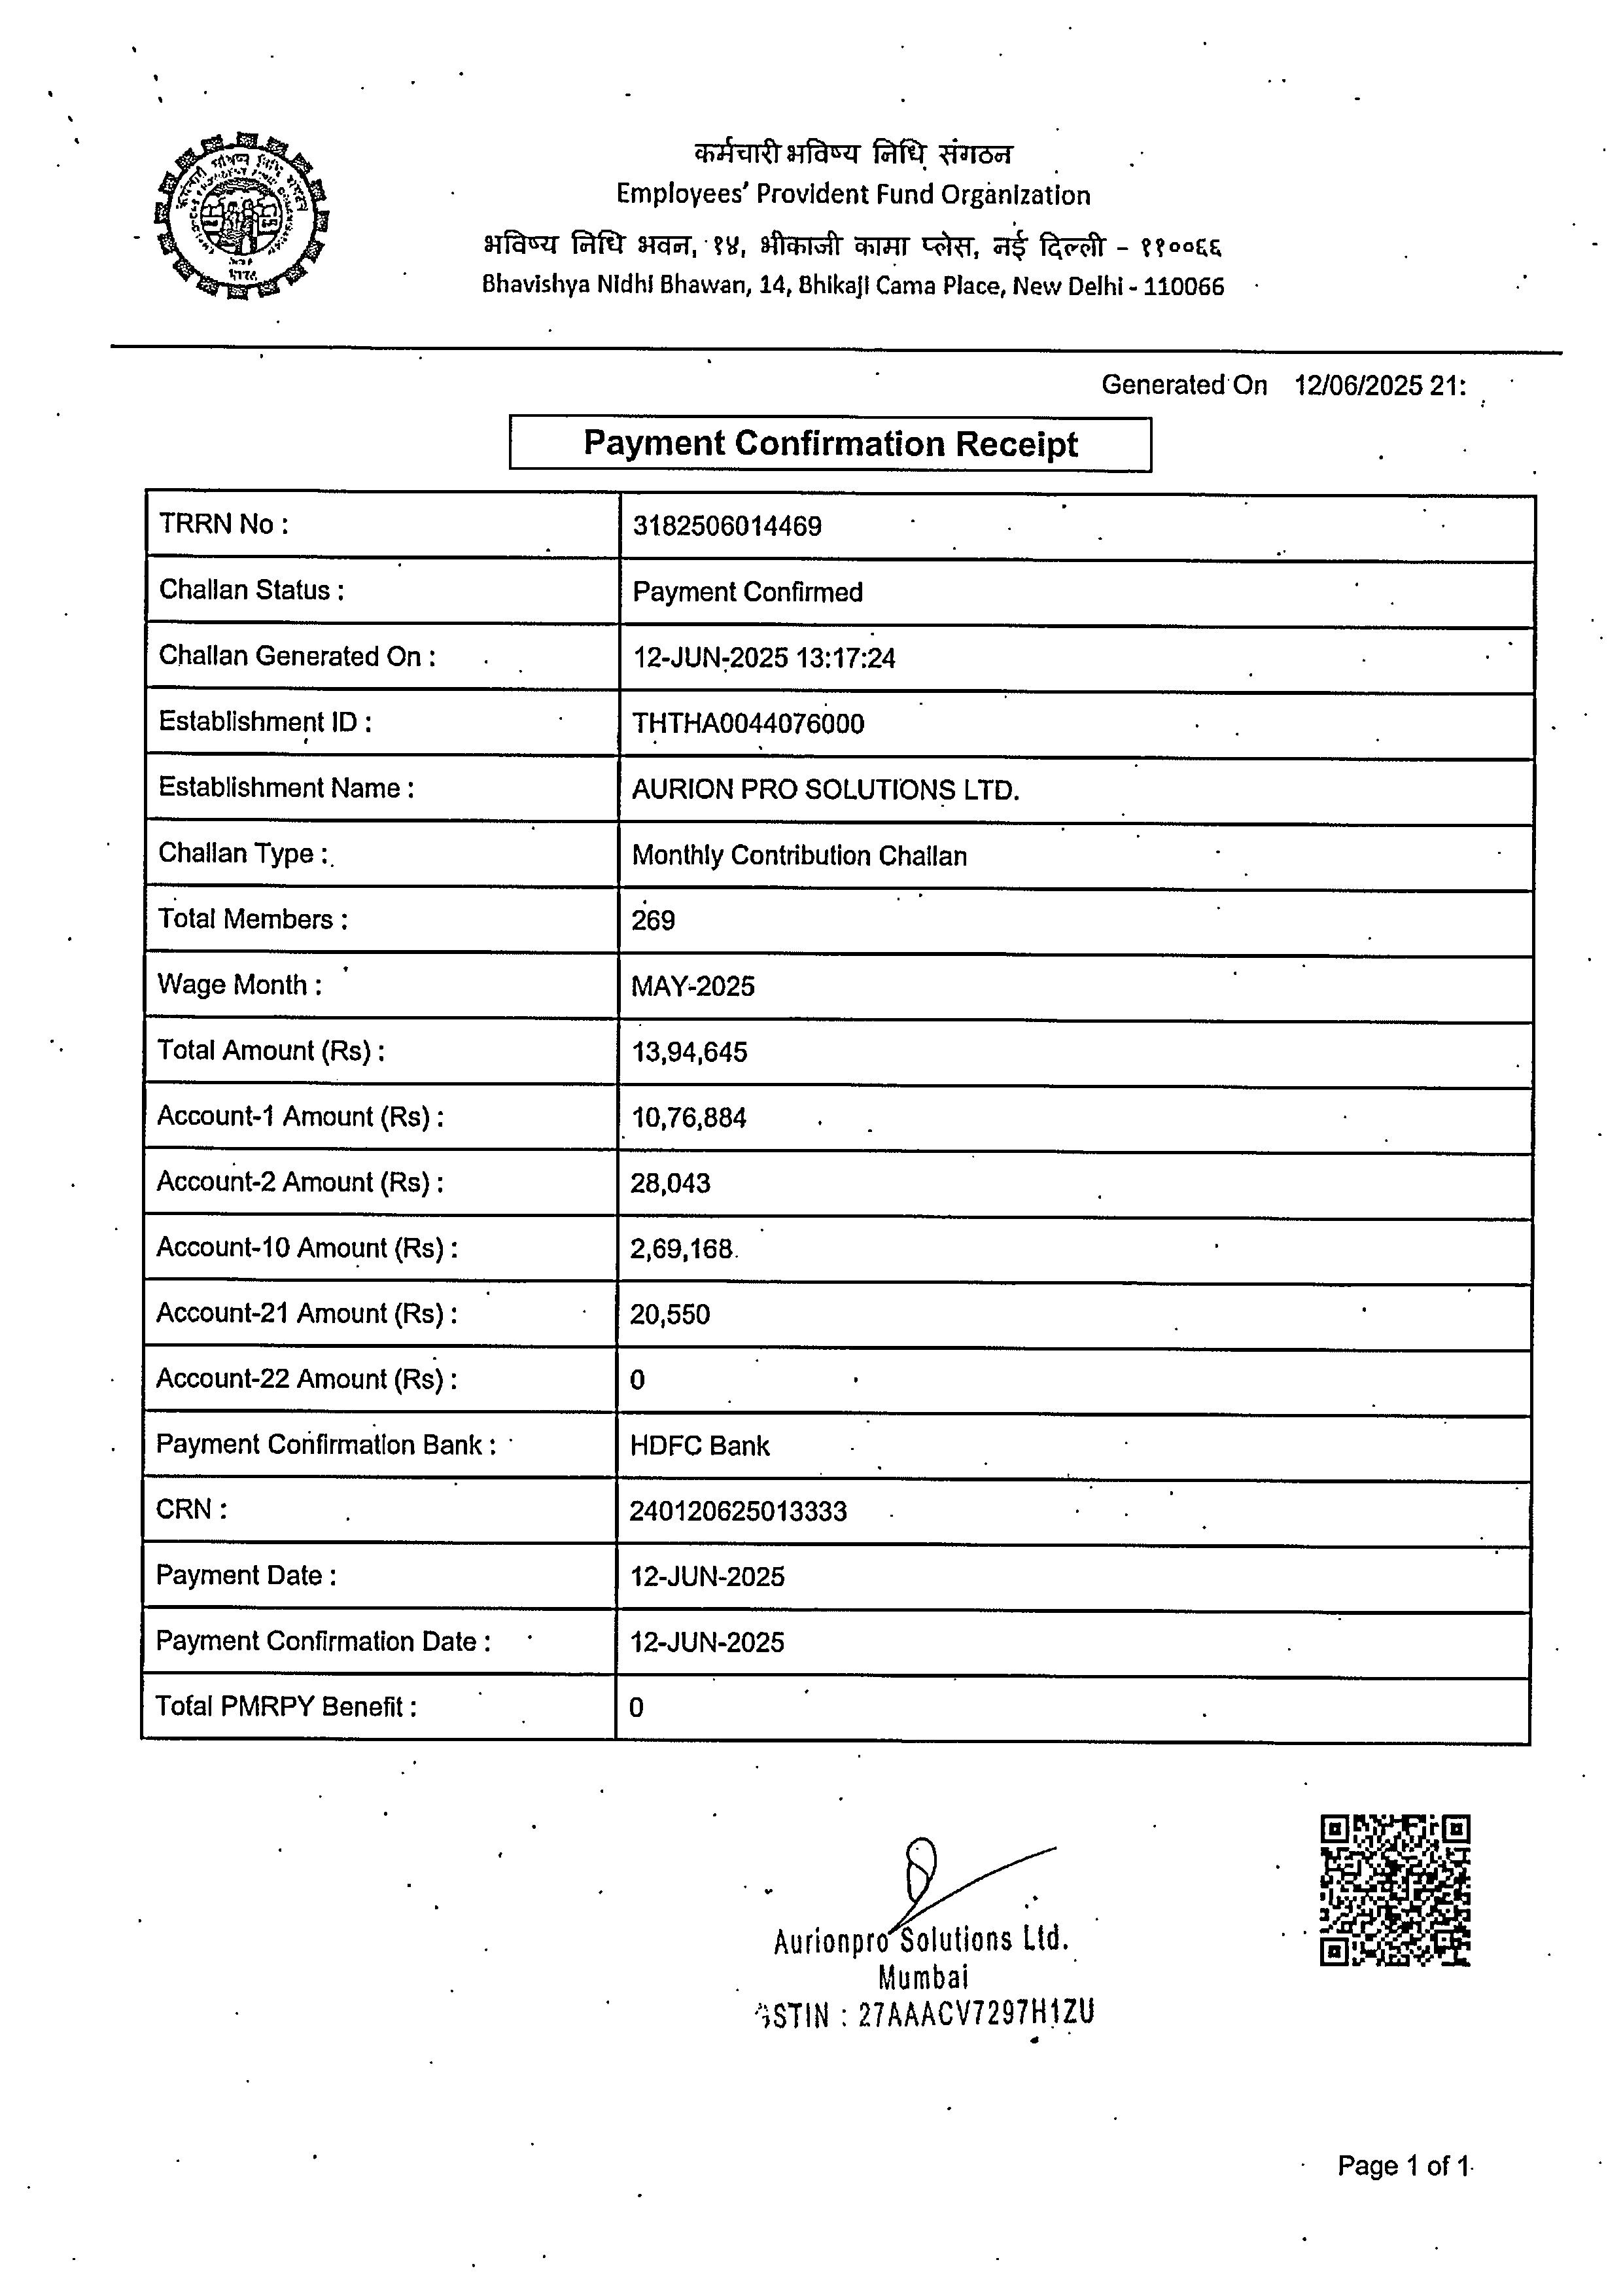 कर्मचारी भविष्य निधि संगठन
Employees' Provident Fund Organization
भविष्य निधि भवन, १४, भीकाजी कामा प्लेस, नई दिल्ली - ११००६६
Bhavishya Nidhi Bhawan, 14, Bhikaji Cama Place, New Delhi - 110066
Generated On 12/06/2025 21:
Payment Confirmation Receipt
TRRN No : 3182506014469
Challan Status : Payment Confirmed
Challan Generated On : 12-JUN-2025 13:17:24
Establishment ID : THTHA0044076000
Establishment Name : AURION PRO SOLUTIONS LTD.
Challan Type : Monthly Contribution Challan
Total Members : 269
Wage Month : MAY-2025
Total Amount (Rs) : 13,94,645
Account-1 Amount (Rs) : 10,76,884
Account-2 Amount (Rs) : 28,043
Account-10 Amount (Rs) : 2,69,168
Account-21 Amount (Rs) : 20,550
Account-22 Amount (Rs) : 0
Payment Confirmation Bank : HDFC Bank
CRN : 240120625013333
Payment Date : 12-JUN-2025
Payment Confirmation Date : 12-JUN-2025
Total PMRPY Benefit : 0
Aurionpro Solutions Ltd.
Mumbai
GSTIN : 27AAACV7297H1ZU
Page 1 of 1